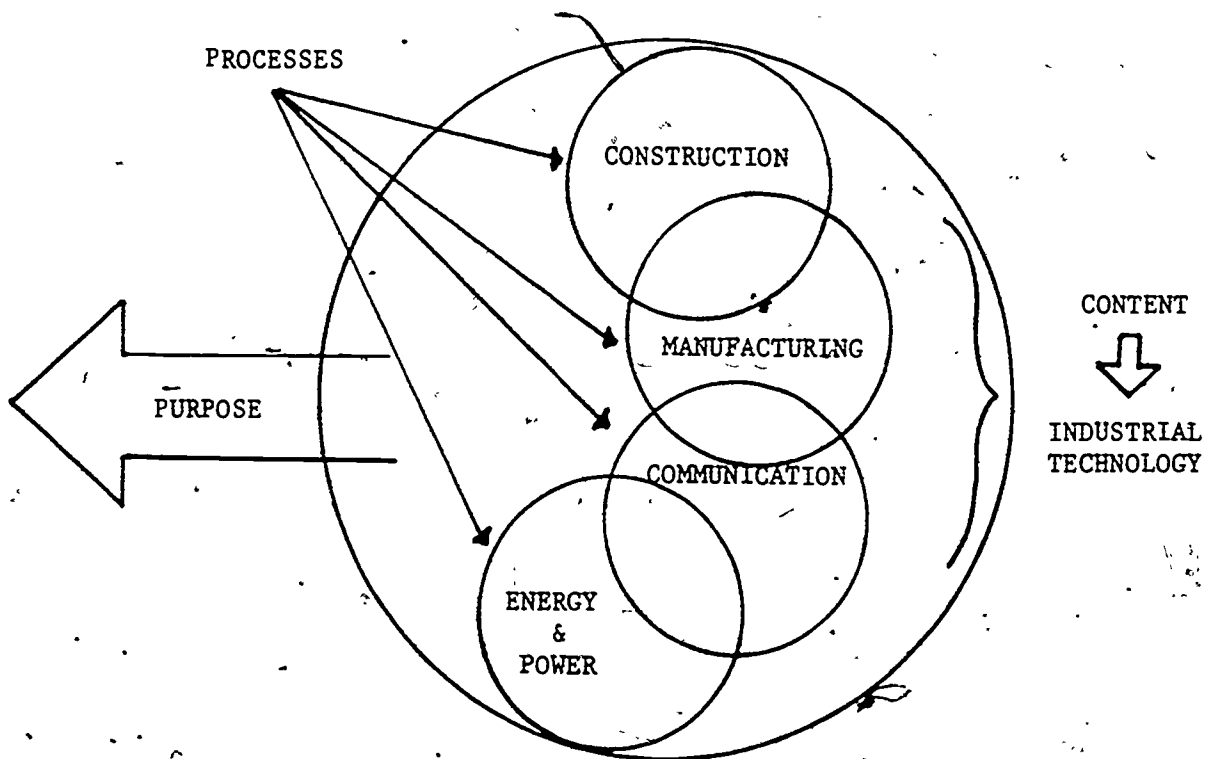 PROCESSES
CONSTRUCTION
MANUFACTURING
COMMUNICATION
ENERGY
&
POWER
PURPOSE
CONTENT
INDUSTRIAL
TECHNOLOGY